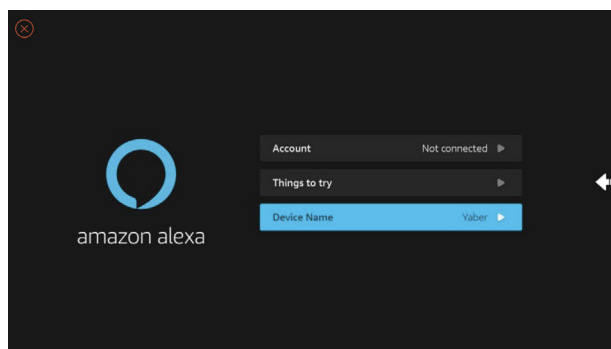 Account Not connected
Things to try
Device Name Yaber
amazon alexa